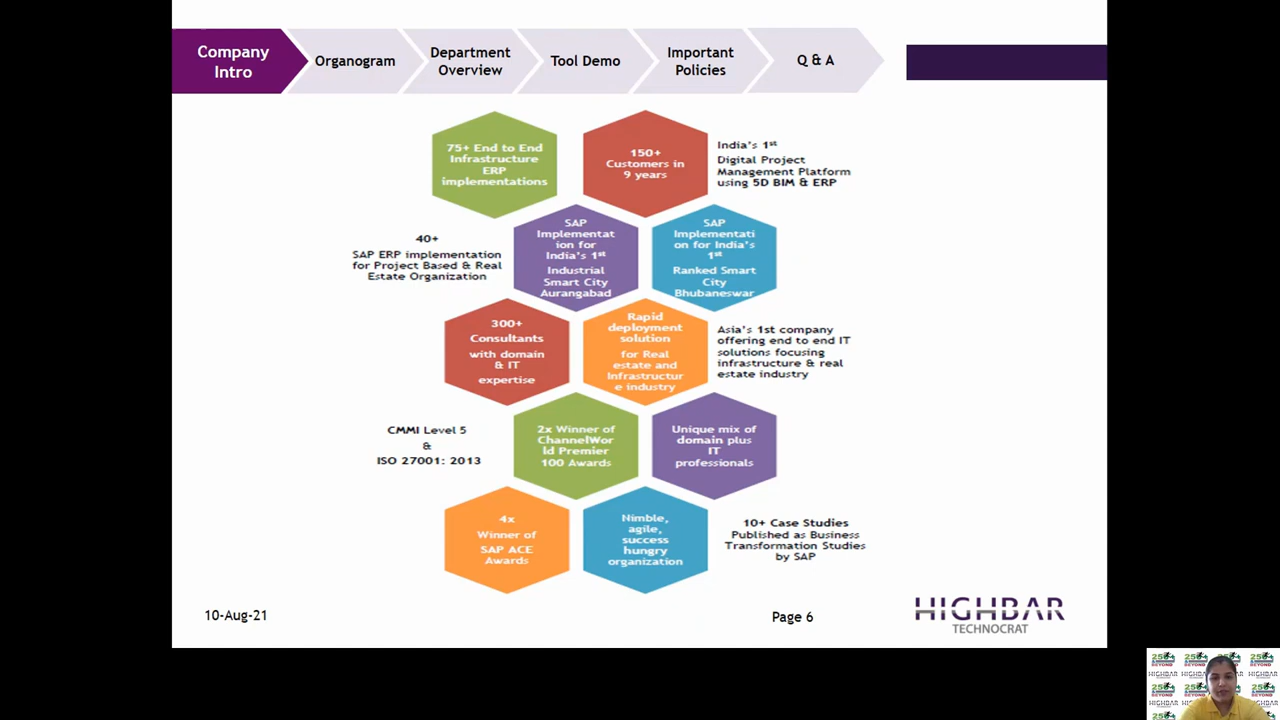 Company
Intro
Organogram
Department
Overview
Tool Demo
Important
Policies
Q & A
75+ End to End
Infrastructure
ERP
implementations
150+
Customers in
9 years
India's 1st
Digital Project
Management Platform
using 5D BIM & ERP
40+
SAP ERP implementation
for Project Based & Real
Estate Organization
SAP
Implementat
ion for
India's 1st
Industrial
Smart City
Aurangabad
SAP
Implementati
on for India's
1st
Ranked Smart
City
Bhubaneswar
300+
Consultants
with domain
& IT
expertise
Rapid
deployment
solution
for Real
estate and
Infrastructur
e industry
Asia's 1st company
offering end to end IT
solutions focusing
infrastructure & real
estate industry
CMMI Level 5
&
ISO 27001: 2013
2x Winner of
ChannelWor
ld Premier
100 Awards
Unique mix of
domain plus
IT
professionals
4x
Winner of
SAP ACE
Awards
Nimble,
agile,
success
hungry
organization
10+ Case Studies
Published as Business
Transformation Studies
by SAP
10-Aug-21
Page 6
HIGHBAR
TECHNOCRAT